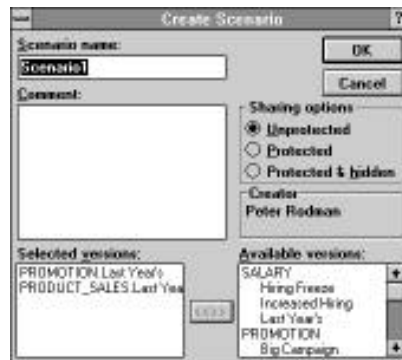 Create Scenario
?
Scenario name:
Scenario1
OK
Cancel
Comment:
Sharing options
Unprotected
Protected
Protected & hidden
Creator
Peter Rodman
Selected versions:
PROMOTION.Last Year's
PRODUCT_SALES.Last Yea
Available versions:
SALARY
Hiring Freeze
Increased Hiring
Last Year's
PROMOTION
Big Campaign